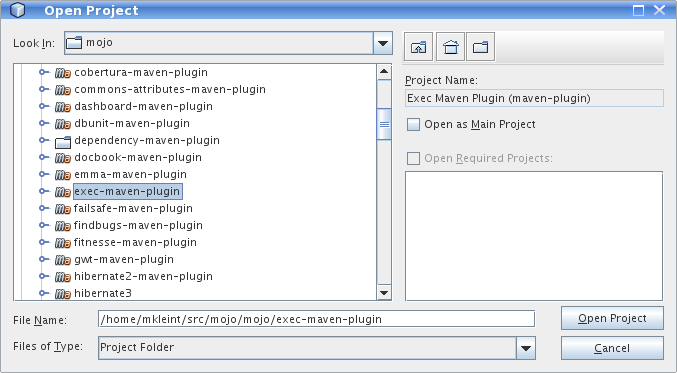 Open Project
Look In: mojo
cobertura-maven-plugin
commons-attributes-maven-plugin
dashboard-maven-plugin
dbunit-maven-plugin
dependency-maven-plugin
docbook-maven-plugin
emma-maven-plugin
exec-maven-plugin
failsafe-maven-plugin
findbugs-maven-plugin
fitnesse-maven-plugin
gwt-maven-plugin
hibernate2-maven-plugin
hibernate3
Project Name:
Exec Maven Plugin (maven-plugin)
Open as Main Project
Open Required Projects:
File Name: /home/mkleint/src/mojo/mojo/exec-maven-plugin
Open Project
Files of Type: Project Folder
Cancel